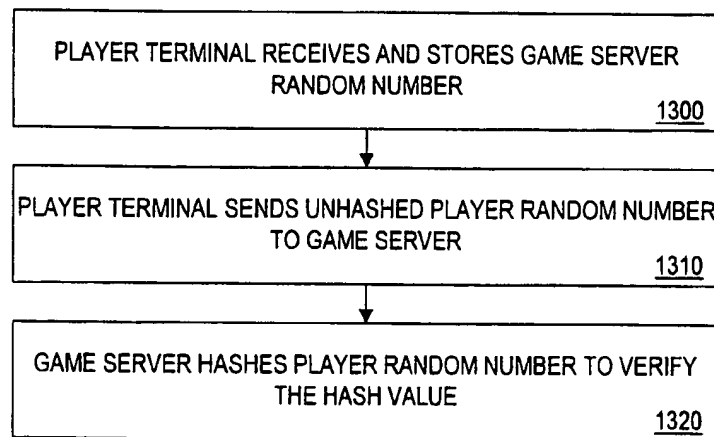 PLAYER TERMINAL RECEIVES AND STORES GAME SERVER
RANDOM NUMBER
1300
PLAYER TERMINAL SENDS UNHASHED PLAYER RANDOM NUMBER
TO GAME SERVER
1310
GAME SERVER HASHES PLAYER RANDOM NUMBER TO VERIFY
THE HASH VALUE
1320